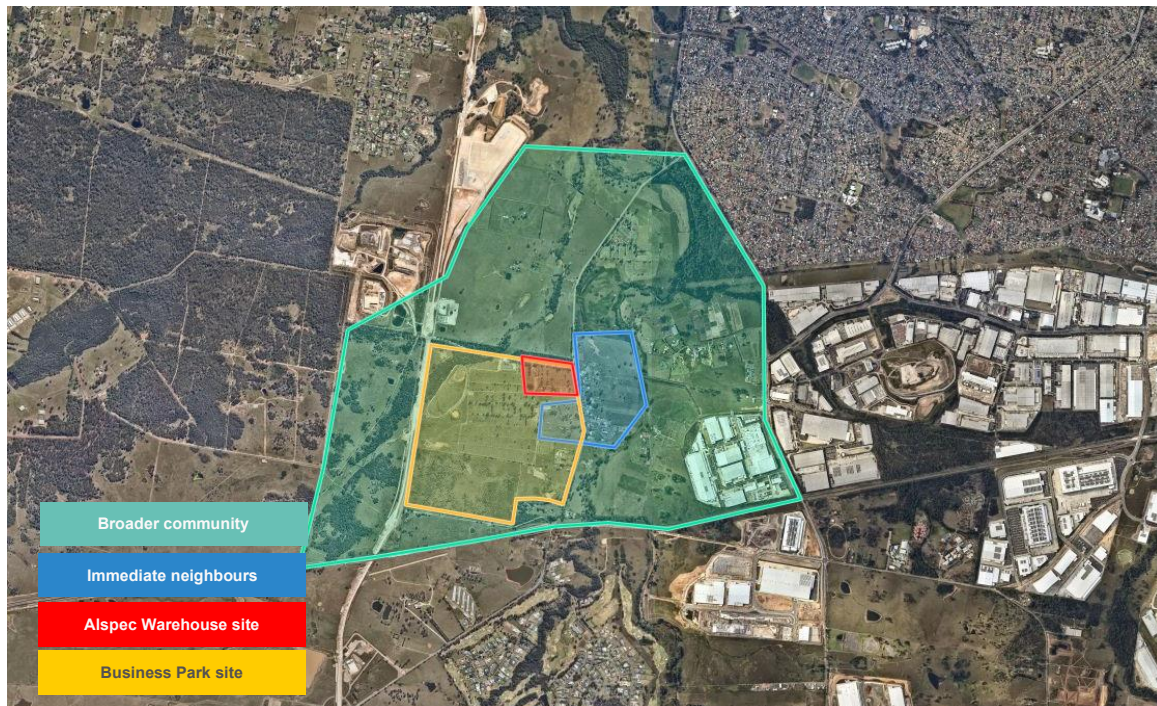 Broader community
Immediate neighbours
Alspec Warehouse site
Business Park site